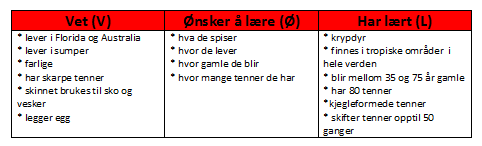 Vet (V)
* lever i Florida og Australia
* lever i sumper
* farlige
* har skarpe tenner
* skinnet brukes til sko og
vesker
* legger egg
Ønsker å lære (Ø)
* hva de spiser
* hvor de lever
* hvor gamle de blir
* hvor mange tenner de har
Har lært (L)
* krypdyr
* finnes i tropiske områder i
hele verden
* blir mellom 35 og 75 år gamle
* har 80 tenner
*kjegleformede tenner
* skifter tenner opptil 50
ganger